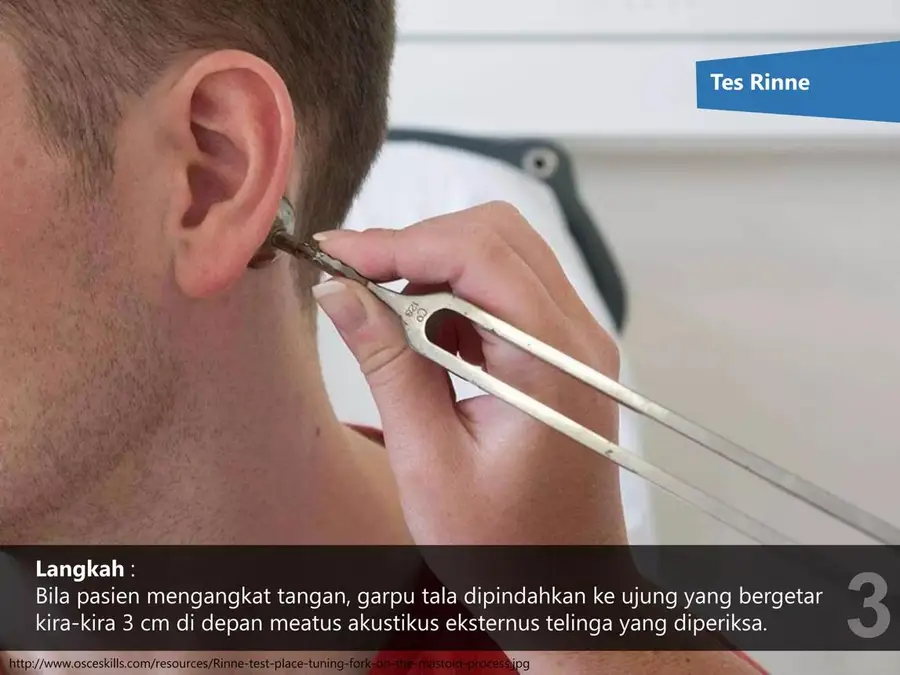 Tes Rinne
Langkah :
Bila pasien mengangkat tangan, garpu tala dipindahkan ke ujung yang bergetar
kira-kira 3 cm di depan meatus akustikus eksternus telinga yang diperiksa.
3
http://www.osceskills.com/resources/Rinne-test-place-tuning-fork-on-the-mastoid-process.jpg